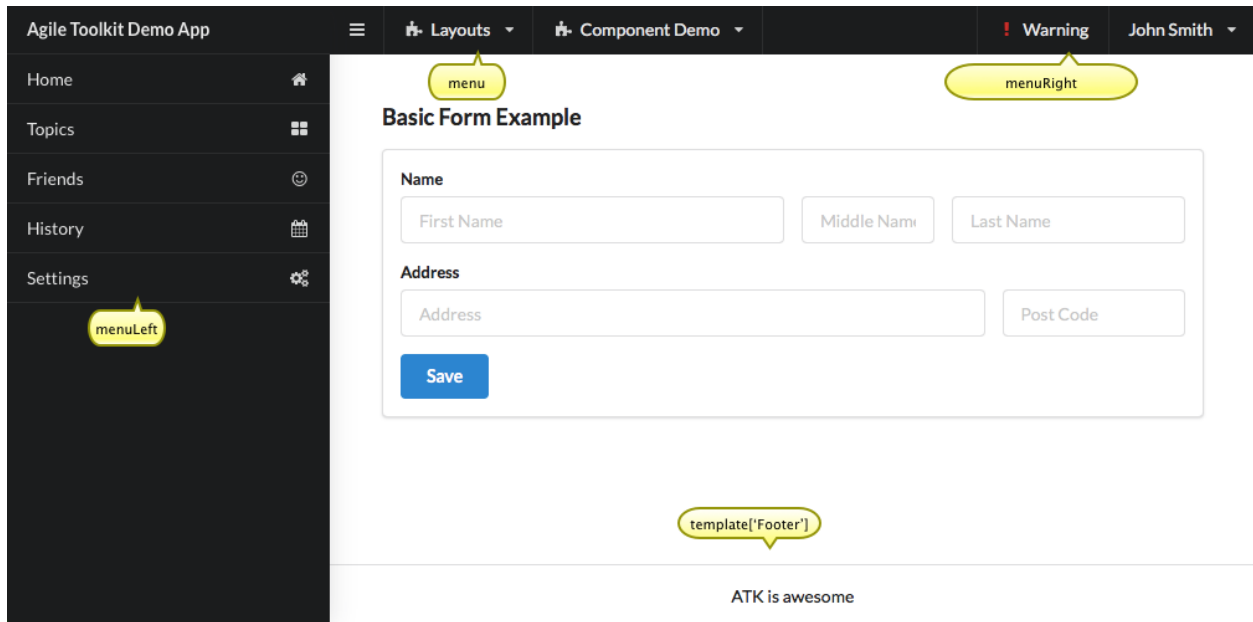 Agile Toolkit Demo App Layouts Component Demo Warning John Smith
menu menuRight
Home
Topics
Friends
History
Settings
menuLeft
Basic Form Example
Name
First Name Middle Name Last Name
Address
Address Post Code
Save
template['Footer']
ATK is awesome